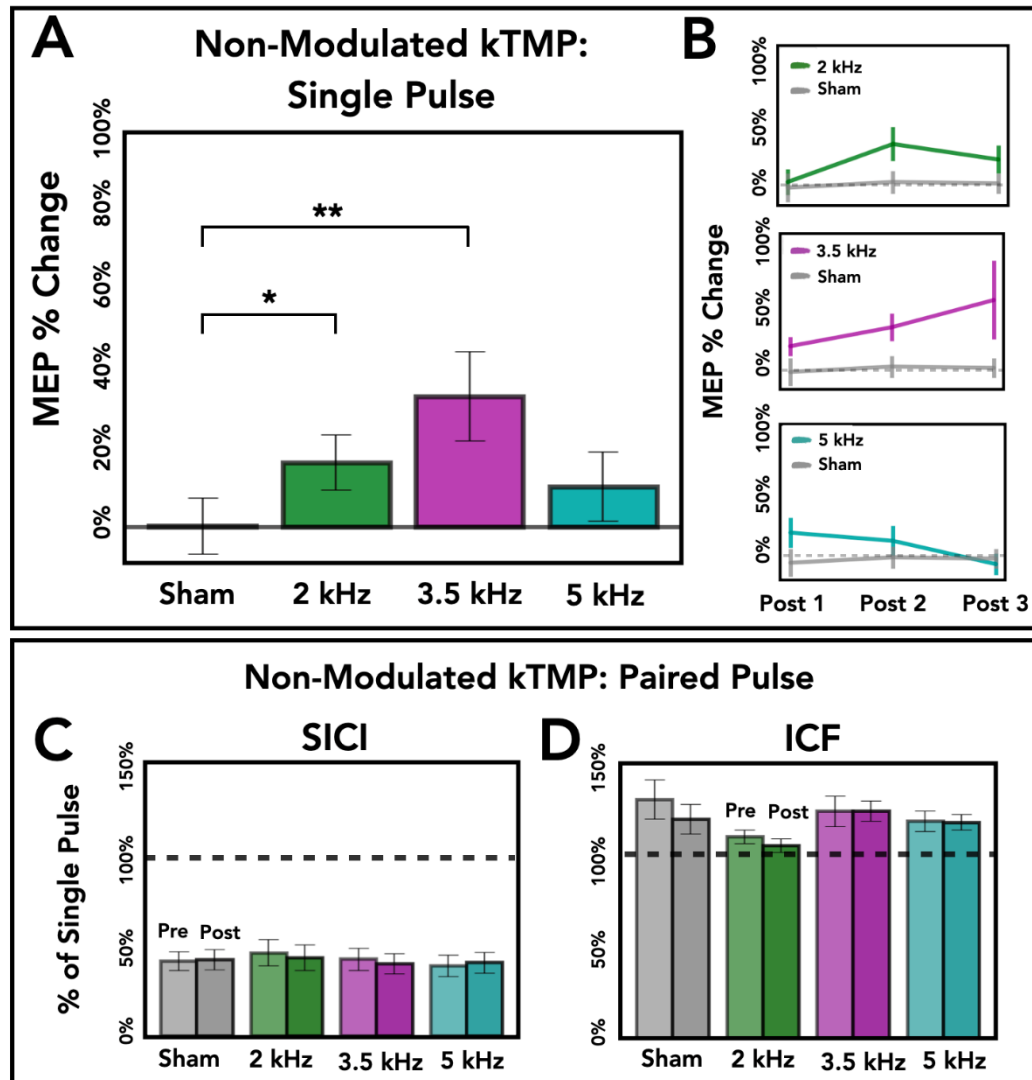 A
Non-Modulated kTMP:
Single Pulse
MEP % Change
100%
80%
60%
40%
20%
0%
**
*
Sham
2 kHz
3.5 kHz
5 kHz
B
MEP % Change
100%
50%
0%
2 kHz
Sham
100%
50%
0%
3.5 kHz
Sham
100%
50%
0%
5 kHz
Sham
Post 1
Post 2
Post 3
Non-Modulated kTMP: Paired Pulse
C
SICI
% of Single Pulse
150%
100%
50%
0%
Pre
Post
Sham
2 kHz
3.5 kHz
5 kHz
D
ICF
150%
100%
50%
0%
Pre
Post
Sham
2 kHz
3.5 kHz
5 kHz